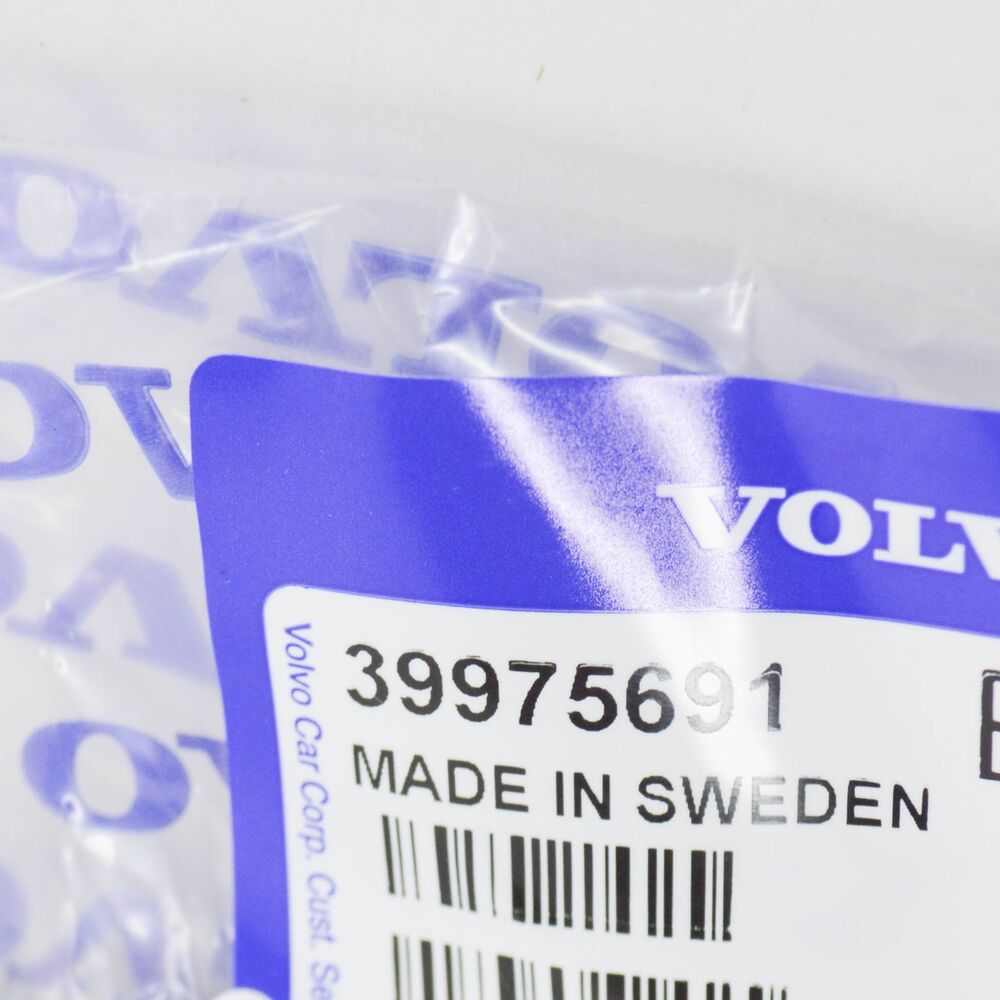 VOLV
39975691
MADE IN SWEDEN
Volvo Car Corp. Cust. Se